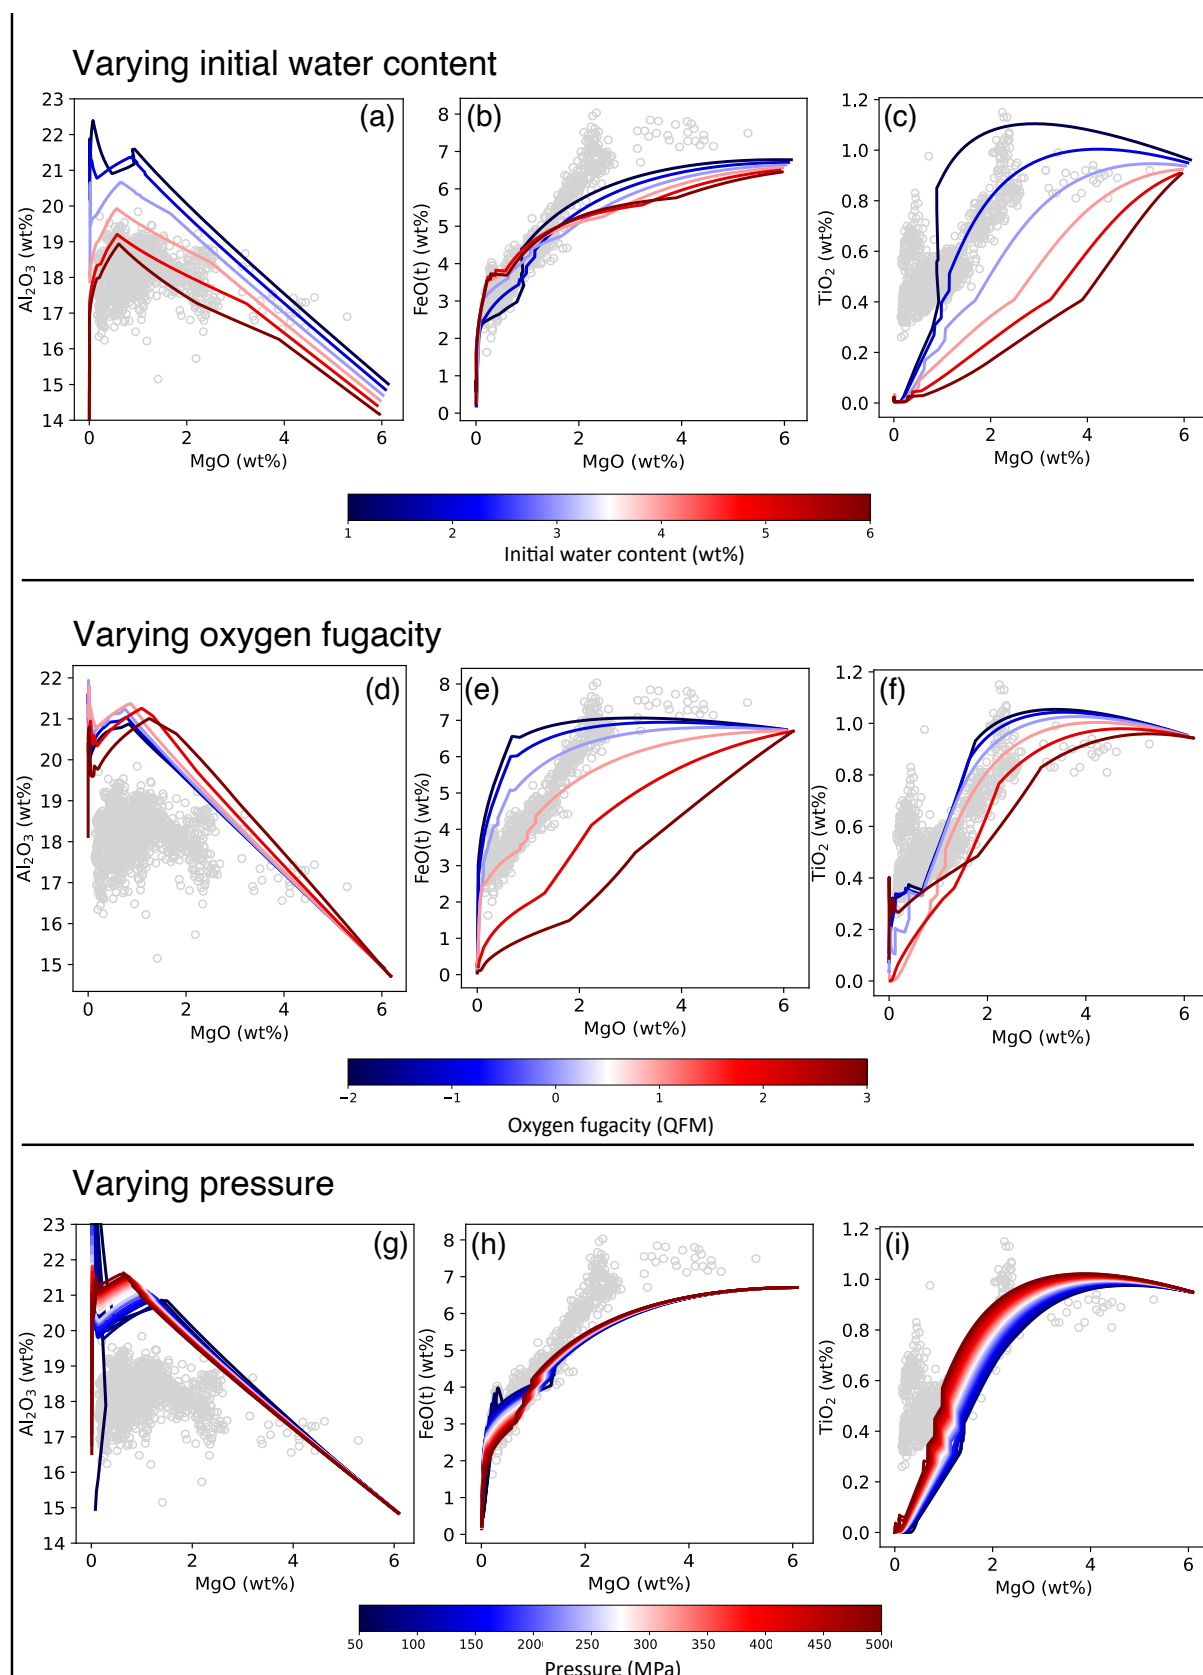 Varying initial water content
(a) (b) (c)
23
22
21
20
19
18
17
16
15
14
Al₂O₃ (wt%)
0 2 4 6
MgO (wt%)
8
7
6
5
4
3
2
1
0
FeO(t) (wt%)
0 2 4 6
MgO (wt%)
1.2
1.0
0.8
0.6
0.4
0.2
0.0
TiO₂ (wt%)
0 2 4 6
MgO (wt%)
1 2 3 4 5 6
Initial water content (wt%)
Varying oxygen fugacity
(d) (e) (f)
22
21
20
19
18
17
16
15
Al₂O₃ (wt%)
0 2 4 6
MgO (wt%)
8
7
6
5
4
3
2
1
0
FeO(t) (wt%)
0 2 4 6
MgO (wt%)
1.2
1.0
0.8
0.6
0.4
0.2
0.0
TiO₂ (wt%)
0 2 4 6
MgO (wt%)
−2 −1 0 1 2 3
Oxygen fugacity (QFM)
Varying pressure
(g) (h) (i)
23
22
21
20
19
18
17
16
15
14
Al₂O₃ (wt%)
0 2 4 6
MgO (wt%)
8
7
6
5
4
3
2
1
0
FeO(t) (wt%)
0 2 4 6
MgO (wt%)
1.2
1.0
0.8
0.6
0.4
0.2
0.0
TiO₂ (wt%)
0 2 4 6
MgO (wt%)
50 100 150 200 250 300 350 400 450 500
Pressure (MPa)